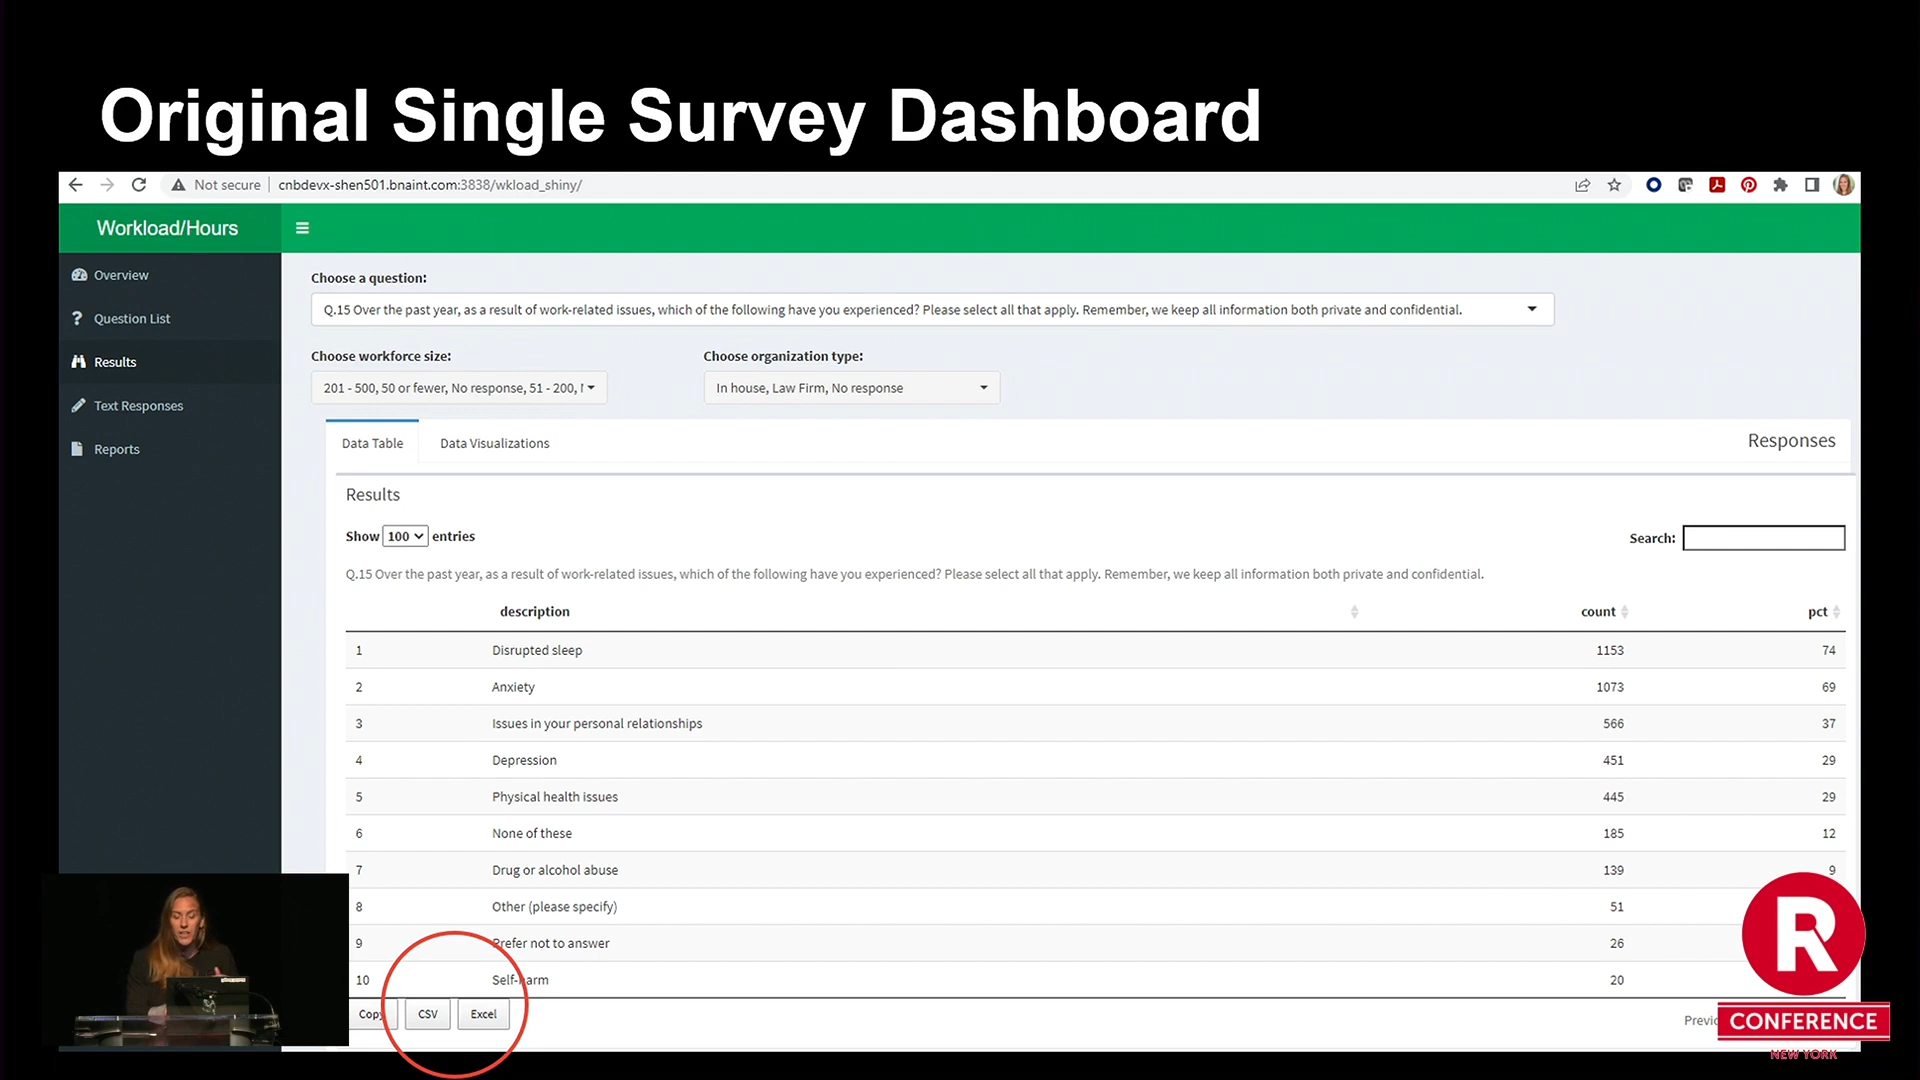 Original Single Survey Dashboard
Not secure | cnbdevx-shen501.bnaint.com:3838/wkload_shiny/
Workload/Hours
Overview
Question List
Results
Text Responses
Reports
Choose a question:
Q.15 Over the past year, as a result of work-related issues, which of the following have you experienced? Please select all that apply. Remember, we keep all information both private and confidential.
Choose workforce size: Choose organization type:
201 - 500, 50 or fewer, No response, 51 - 200, In house, Law Firm, No response
Data Table Data Visualizations Responses
Results
Show 100 entries Search:
Q.15 Over the past year, as a result of work-related issues, which of the following have you experienced? Please select all that apply. Remember, we keep all information both private and confidential.
description count pct
1 Disrupted sleep 1153 74
2 Anxiety 1073 69
3 Issues in your personal relationships 566 37
4 Depression 451 29
5 Physical health issues 445 29
6 None of these 185 12
7 Drug or alcohol abuse 139 9
8 Other (please specify) 51
9 Prefer not to answer 26
10 Self-harm 20
Copy CSV Excel Previ
R
CONFERENCE
NEW YORK